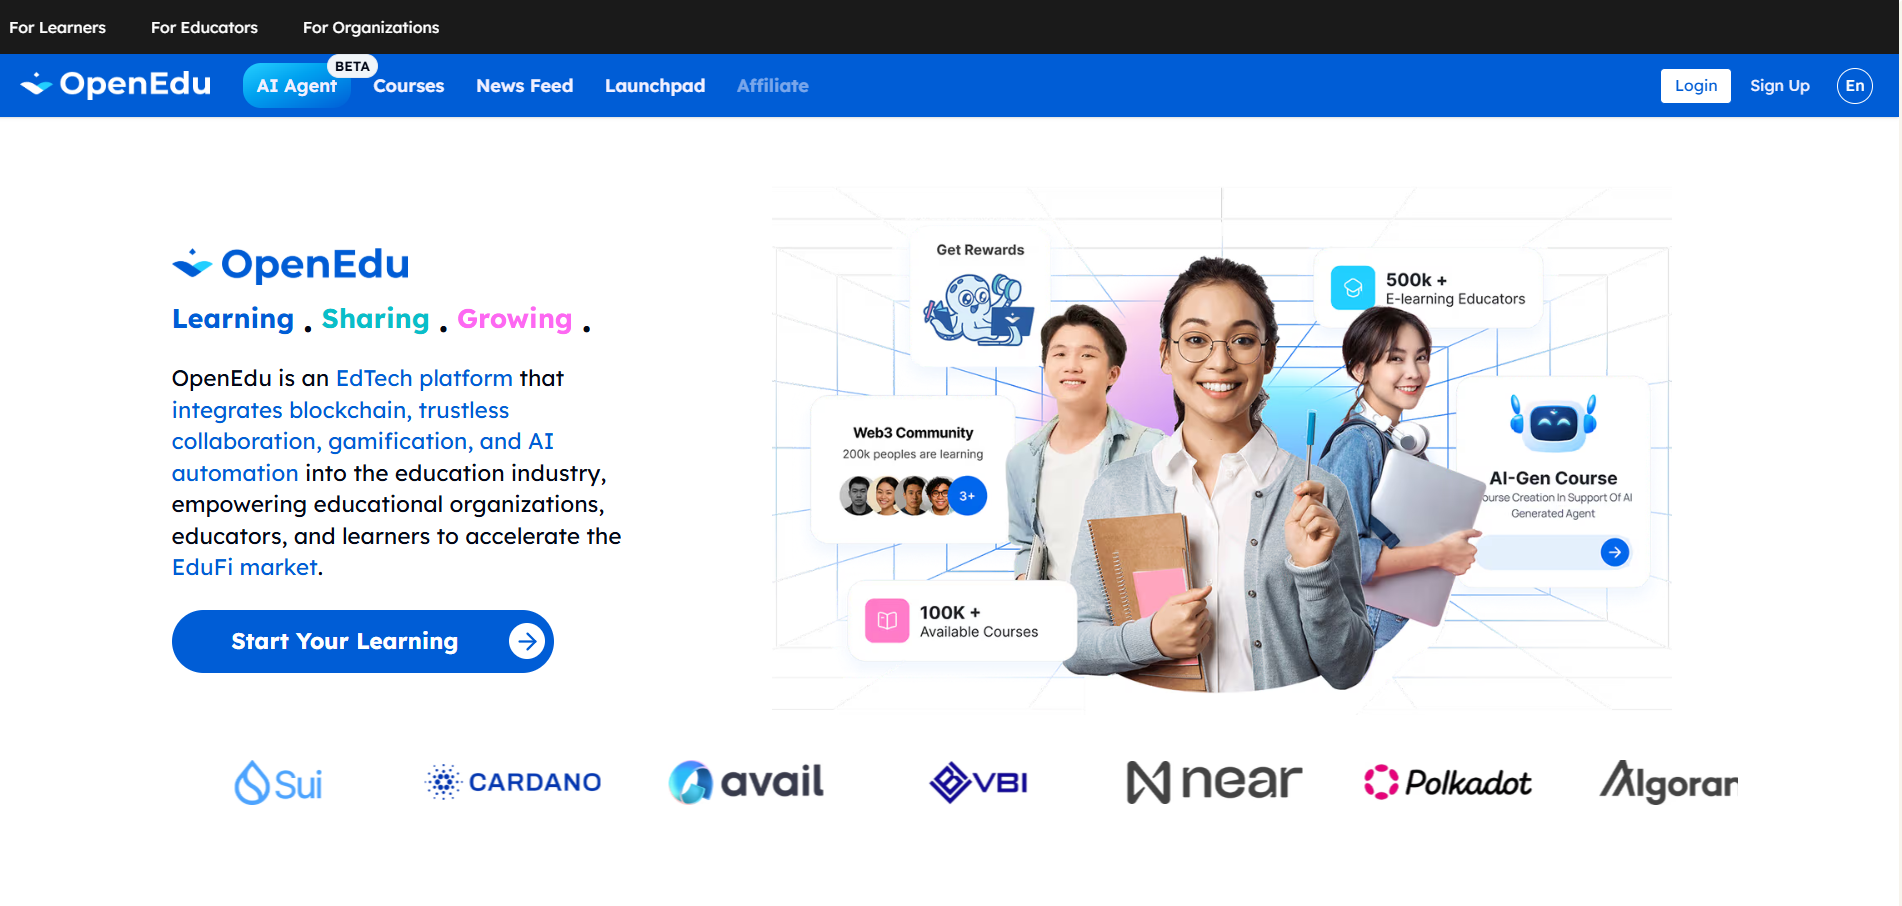 For Learners
For Educators
For Organizations
OpenEdu
AI Agent
BETA
Courses
News Feed
Launchpad
Affiliate
Login
Sign Up
En
OpenEdu
Learning . Sharing . Growing .
OpenEdu is an EdTech platform that
integrates blockchain, trustless
collaboration, gamification, and AI
automation into the education industry,
empowering educational organizations,
educators, and learners to accelerate the
EduFi market.
Start Your Learning
Get Rewards
500k +
E-learning Educators
Web3 Community
200k peoples are learning
3+
AI-Gen Course
ourse Creation In Support Of AI
Generated Agent
100K +
Available Courses
Sui
CARDANO
avail
VBI
near
Polkadot
Algoran